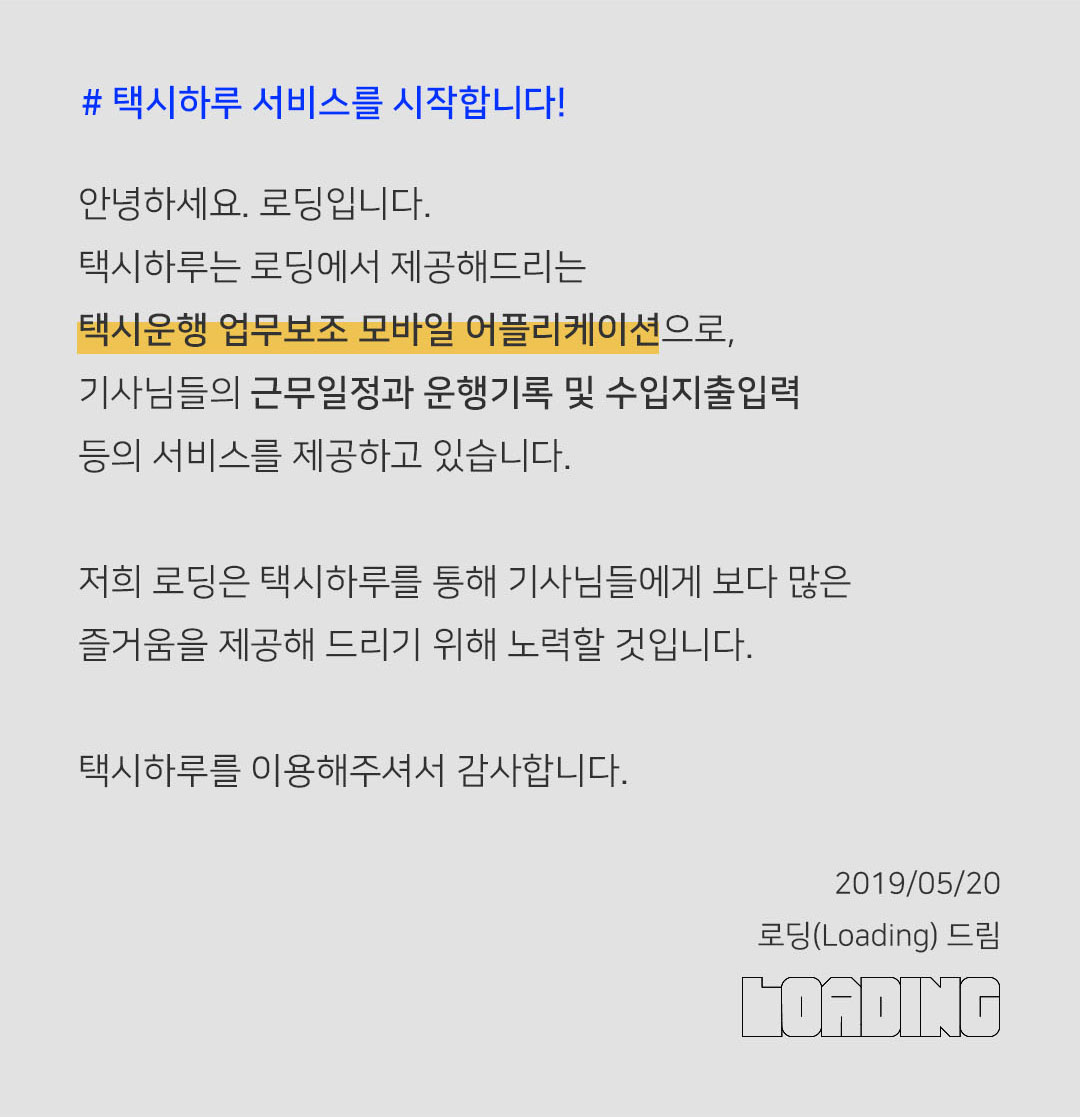 # 택시하루 서비스를 시작합니다!
안녕하세요. 로딩입니다.
택시하루는 로딩에서 제공해드리는
택시운행 업무보조 모바일 어플리케이션으로,
기사님들의 근무일정과 운행기록 및 수입지출입력
등의 서비스를 제공하고 있습니다.
저희 로딩은 택시하루를 통해 기사님들에게 보다 많은
즐거움을 제공해 드리기 위해 노력할 것입니다.
택시하루를 이용해주셔서 감사합니다.
2019/05/20
로딩(Loading) 드림
LOADING